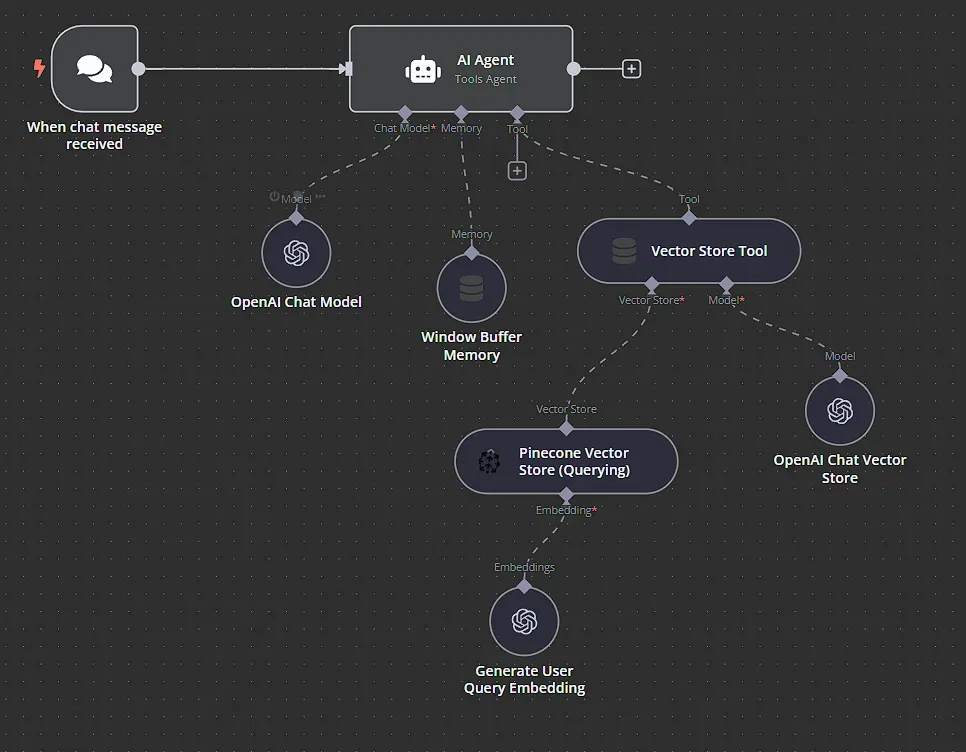 AI Agent
Tools Agent
When chat message
received
Chat Model*
Memory
Tool
Model
OpenAI Chat Model
Memory
Window Buffer
Memory
Tool
Vector Store Tool
Vector Store*
Model*
Model
OpenAI Chat Vector
Store
Vector Store
Pinecone Vector
Store (Querying)
Embedding*
Embeddings
Generate User
Query Embedding